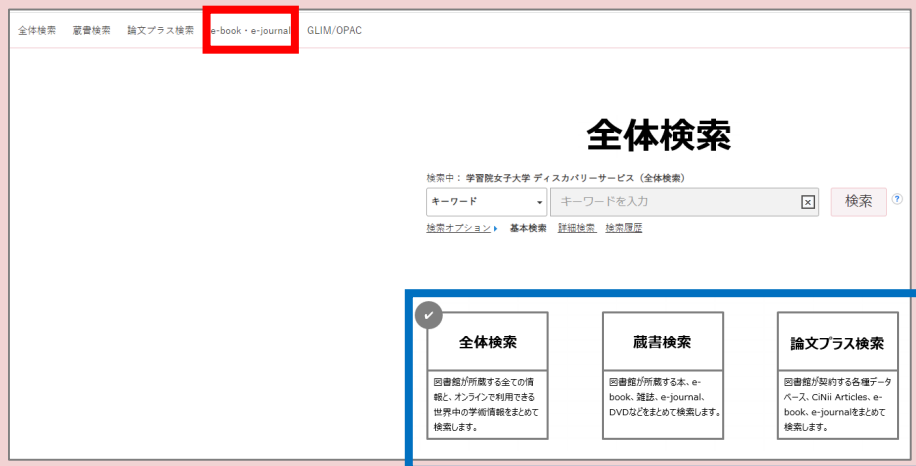 全体検索 蔵書検索 論文プラス検索 e-book・e-journal GLIM/OPAC
全体検索
検索中： 学習院女子大学 ディスカバリーサービス（全体検索）
キーワード キーワードを入力 検索 ?
検索オプション 基本検索 詳細検索 検索履歴
全体検索
図書館が所蔵する全ての情
報と、オンラインで利用できる
世界中の学術情報をまとめて
検索します。
蔵書検索
図書館が所蔵する本、e-
book、雑誌、e-journal、
DVDなどをまとめて検索します。
論文プラス検索
図書館が契約する各種データ
ベース、CiNii Articles、e-
book、e-journalをまとめて
検索します。